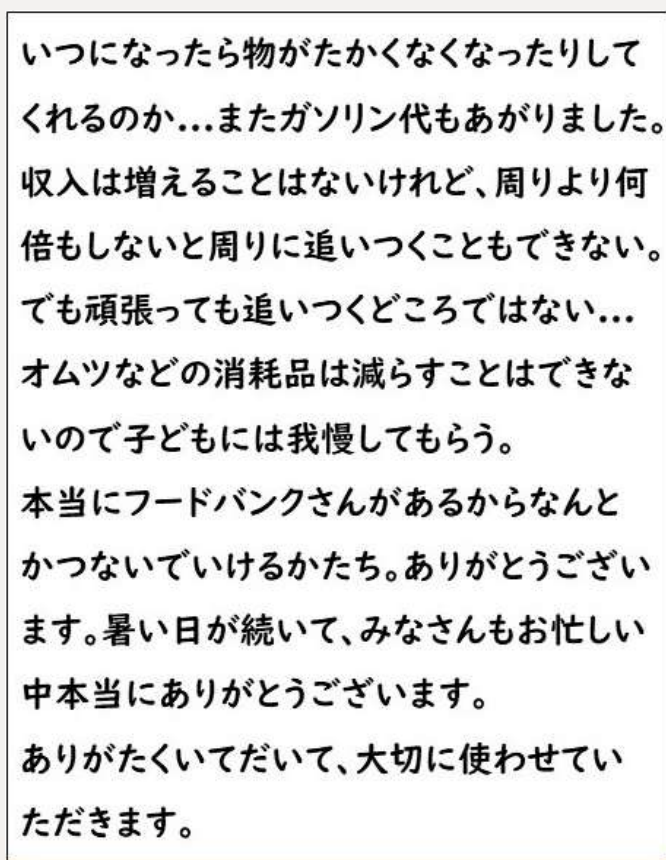 いつになったら物がたかくなくなったりして
くれるのか...またガソリン代もあがりました。
収入は増えることはないけれど、周りより何
倍もしないと周りに追いつくこともできない。
でも頑張っても追いつくどころではない...
オムツなどの消耗品は減らすことはできな
いので子どもには我慢してもらう。
本当にフードバンクさんがあるからなんと
かつないでいけるかたち。ありがとうござい
ます。暑い日が続いて、みなさんもお忙しい
中本当にありがとうございます。
ありがたくいてだいて、大切に使わせてい
ただきます。